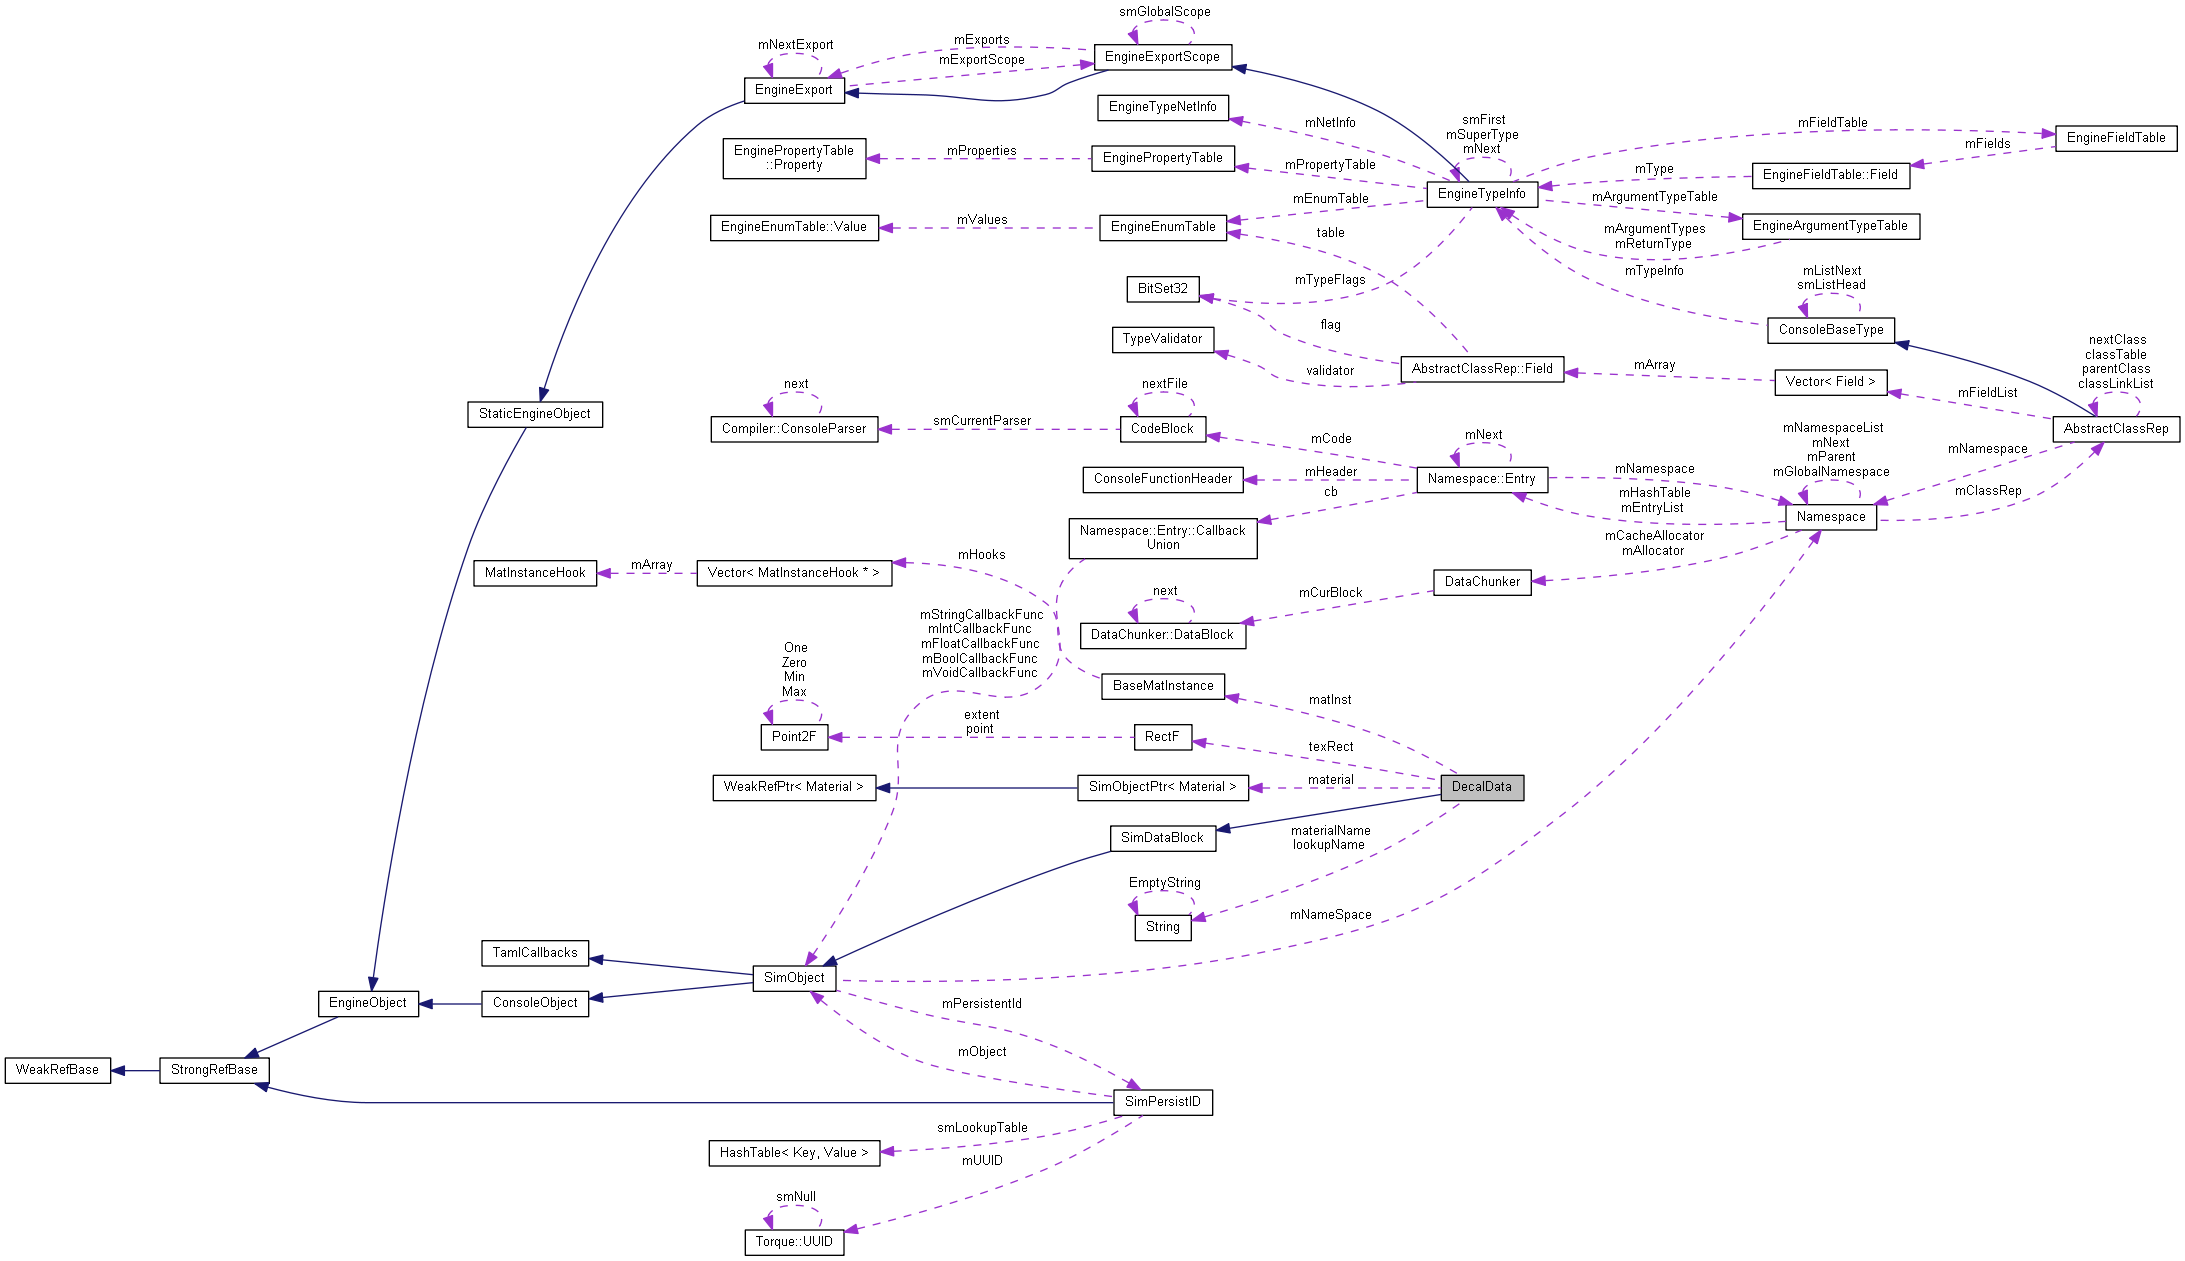 smGlobalScope
mNextExport
mExports
EngineExportScope
mExportScope
EngineExport
EngineTypeNetInfo
mNetInfo
smFirst
mSuperType
mNext
mFieldTable
EngineFieldTable
mFields
EnginePropertyTable
::Property
mProperties
EnginePropertyTable
mPropertyTable
mType
EngineFieldTable::Field
EngineTypeInfo
mEnumTable
mArgumentTypeTable
EngineEnumTable::Value
mValues
EngineEnumTable
table
mArgumentTypes
mReturnType
EngineArgumentTypeTable
mTypeInfo
mListNext
smListHead
BitSet32
mTypeFlags
flag
ConsoleBaseType
TypeValidator
validator
AbstractClassRep::Field
mArray
Vector< Field >
nextClass
classTable
parentClass
classLinkList
mFieldList
next
nextFile
StaticEngineObject
Compiler::ConsoleParser
smCurrentParser
CodeBlock
mCode
mNext
AbstractClassRep
mNamespaceList
mNext
mParent
mGlobalNamespace
mNamespace
ConsoleFunctionHeader
mHeader
Namespace::Entry
mNamespace
cb
mHashTable
mEntryList
mClassRep
Namespace
Namespace::Entry::Callback
Union
mCacheAllocator
mAllocator
MatInstanceHook
mArray
Vector< MatInstanceHook * >
mHooks
DataChunker
mCurBlock
next
DataChunker::DataBlock
mStringCallbackFunc
mIntCallbackFunc
mFloatCallbackFunc
mBoolCallbackFunc
mVoidCallbackFunc
One
Zero
Min
Max
BaseMatInstance
matInst
Point2F
extent
point
RectF
texRect
WeakRefPtr< Material >
SimObjectPtr< Material >
material
DecalData
SimDataBlock
materialName
lookupName
EmptyString
String
mNameSpace
TamlCallbacks
SimObject
EngineObject
ConsoleObject
mPersistentId
mObject
WeakRefBase
StrongRefBase
SimPersistID
smLookupTable
HashTable< Key, Value >
mUUID
smNull
Torque::UUID